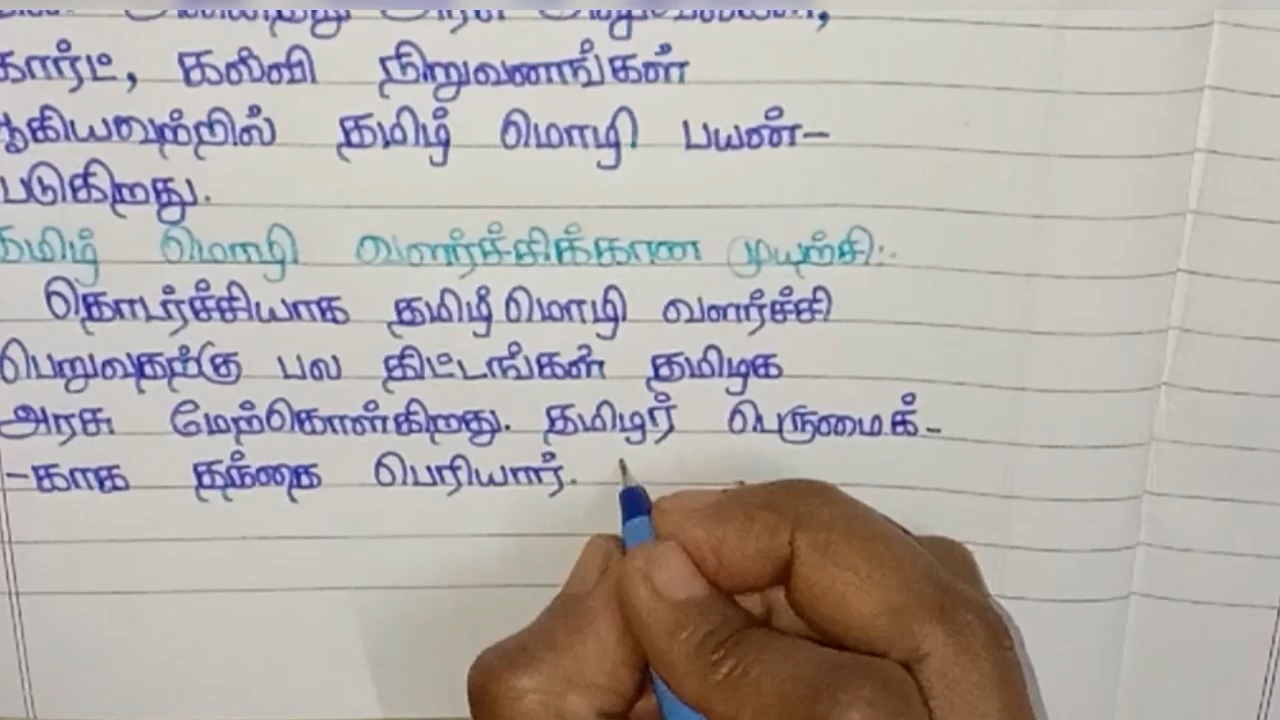 கார்ட், கல்வி நிறுவனங்கள்
ஆகியவற்றில் தமிழ் மொழி பயன்-
படுகிறது.
தமிழ் மொழி வளர்ச்சிக்கான முயற்சி:-
தொடர்ச்சியாக தமிழ் மொழி வளர்ச்சி
பெறுவதற்கு பல திட்டங்கள் தமிழக
அரசு மேற்கொள்கிறது. தமிழர் பெருமைக்-
-காக தந்தை பெரியார்.